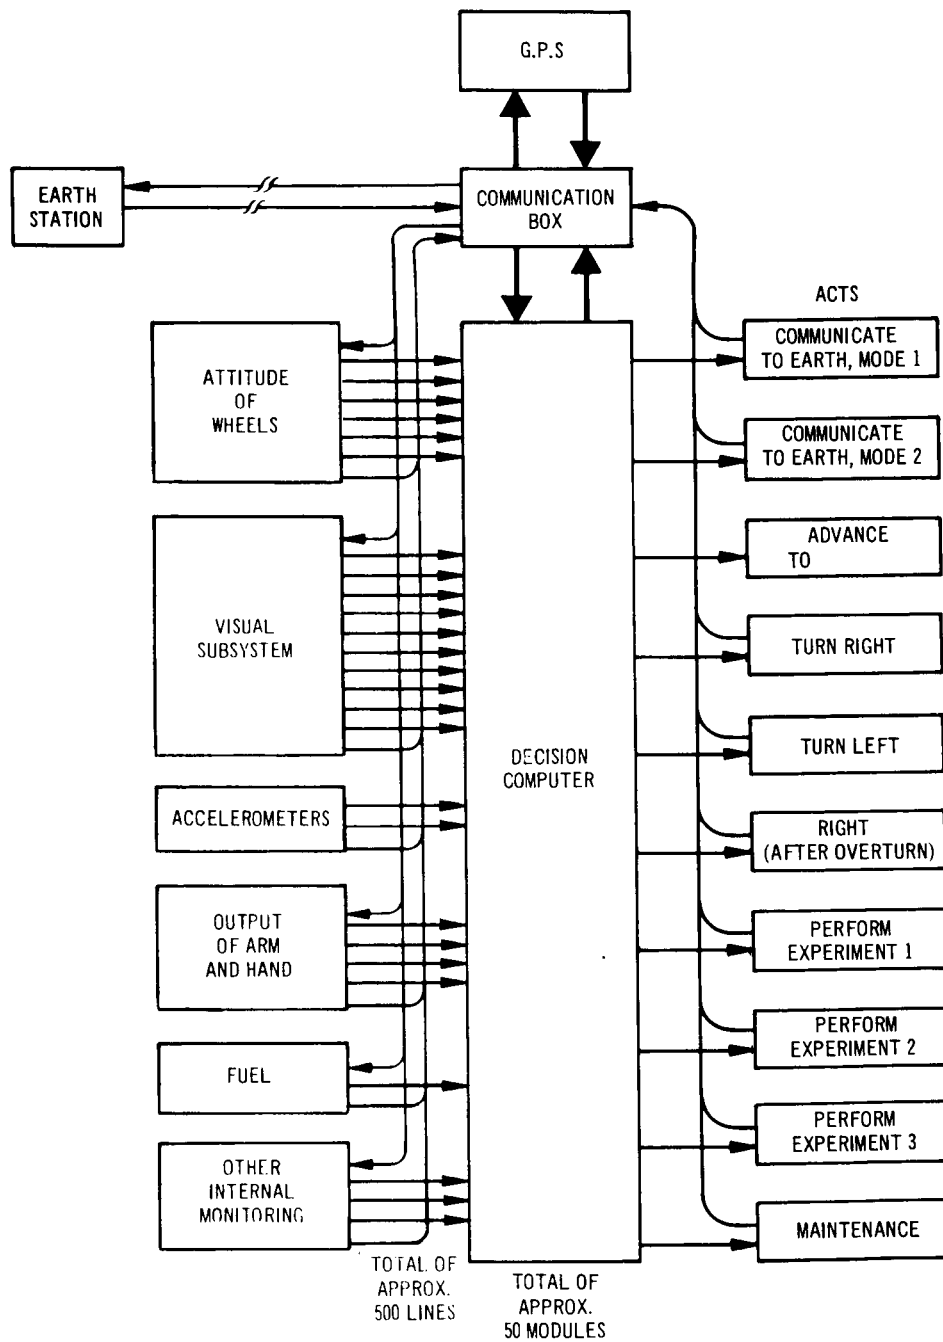 G.P.S
EARTH
STATION
COMMUNICATION
BOX
ACTS
ATTITUDE
OF
WHEELS
VISUAL
SUBSYSTEM
ACCELEROMETERS
OUTPUT
OF ARM
AND HAND
FUEL
OTHER
INTERNAL
MONITORING
TOTAL OF
APPROX.
500 LINES
DECISION
COMPUTER
TOTAL OF
APPROX.
50 MODULES
COMMUNICATE
TO EARTH, MODE 1
COMMUNICATE
TO EARTH, MODE 2
ADVANCE
TO
TURN RIGHT
TURN LEFT
RIGHT
(AFTER OVERTURN)
PERFORM
EXPERIMENT 1
PERFORM
EXPERIMENT 2
PERFORM
EXPERIMENT 3
MAINTENANCE